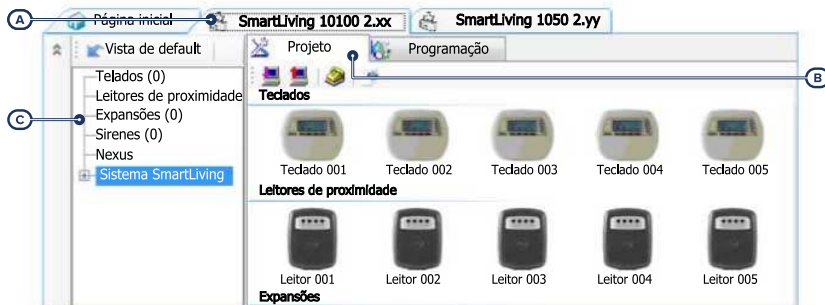 A
Página inicial
SmartLiving 10100 2.xx
SmartLiving 1050 2.yy
Vista de default
Projeto
Programação
B
C
Telados (0)
Leitores de proximidade
Expansões (0)
Sirenes (0)
Nexus
Sistema SmartLiving
Teclados
Teclado 001
Teclado 002
Teclado 003
Teclado 004
Teclado 005
Leitores de proximidade
Leitor 001
Leitor 002
Leitor 003
Leitor 004
Leitor 005
Expansões